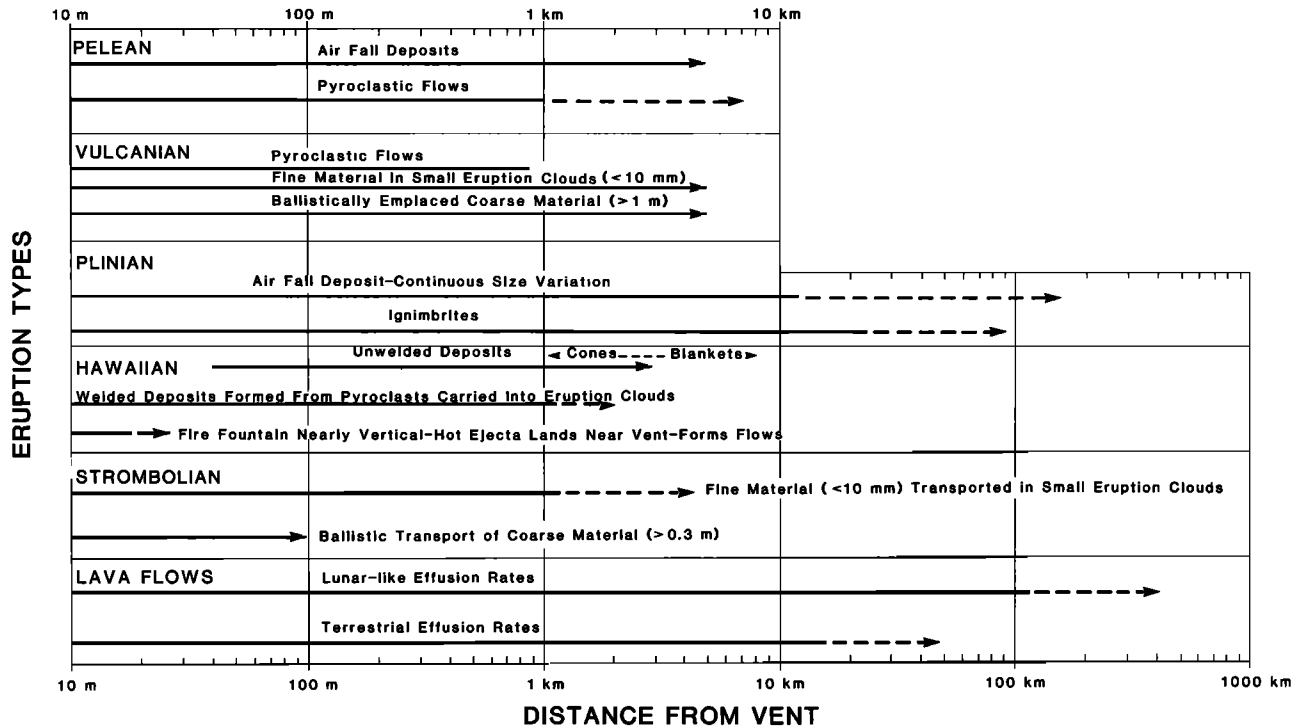 10 m 100 m 1 km 10 km
PELEAN
Air Fall Deposits
Pyroclastic Flows
VULCANIAN
Pyroclastic Flows
Fine Material In Small Eruption Clouds (<10 mm)
Ballistically Emplaced Coarse Material (>1 m)
PLINIAN
Air Fall Deposit-Continuous Size Variation
Ignimbrites
Unwelded Deposits Cones Blankets
HAWAIIAN
Welded Deposits Formed From Pyroclasts Carried Into Eruption Clouds
Fire Fountain Nearly Vertical-Hot Ejecta Lands Near Vent-Forms Flows
STROMBOLIAN
Fine Material (<10 mm) Transported in Small Eruption Clouds
Ballistic Transport of Coarse Material (>0.3 m)
LAVA FLOWS
Lunar-like Effusion Rates
Terrestrial Effusion Rates
10 m 100 m 1 km 10 km 100 km 1000 km
DISTANCE FROM VENT
ERUPTION TYPES